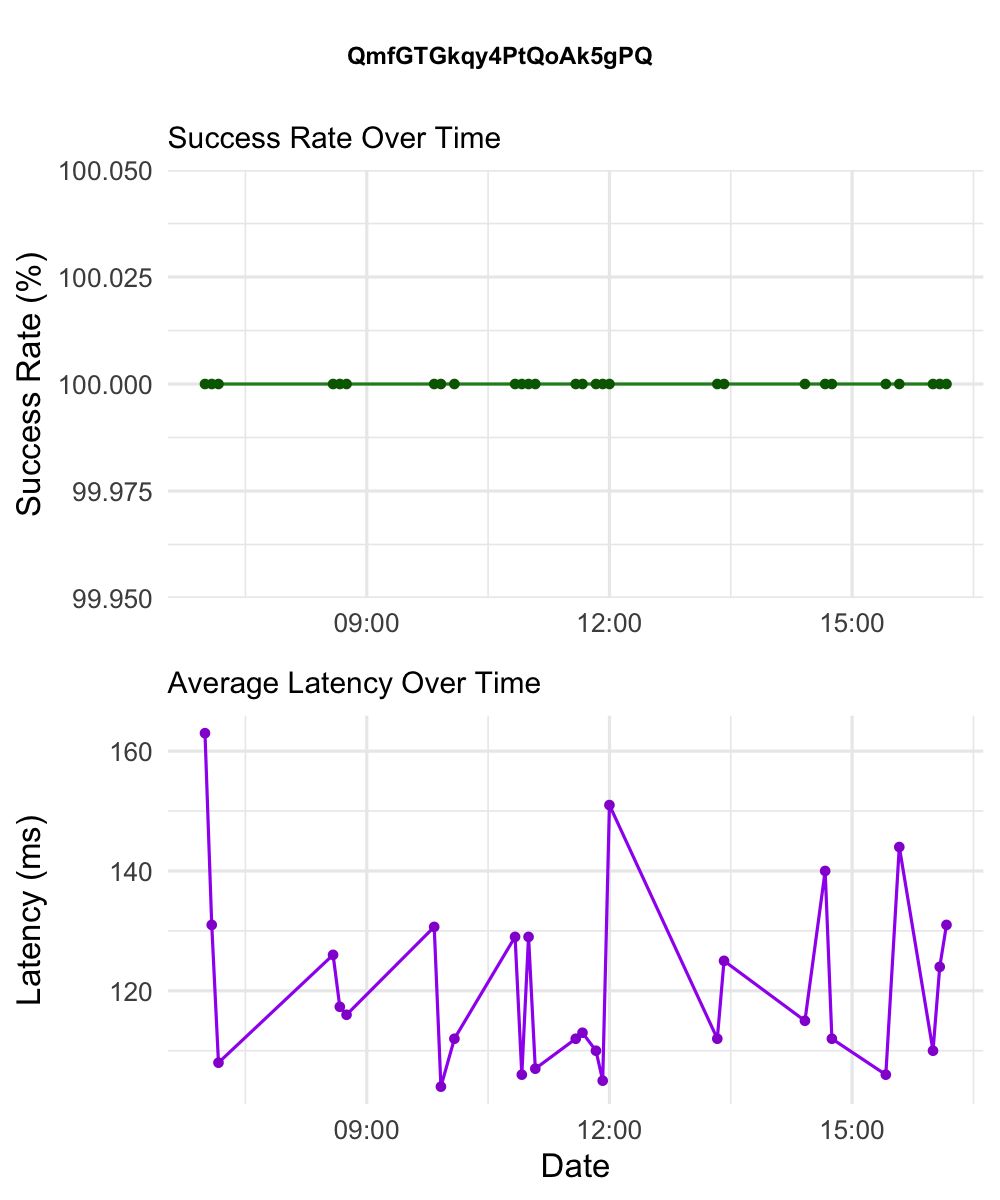 QmfGTGkqy4PtQoAk5gPQ
Success Rate Over Time
100.050
100.025
100.000
99.975
99.950
Success Rate (%)
09:00 12:00 15:00
Average Latency Over Time
160
140
120
Latency (ms)
09:00 12:00 15:00
Date